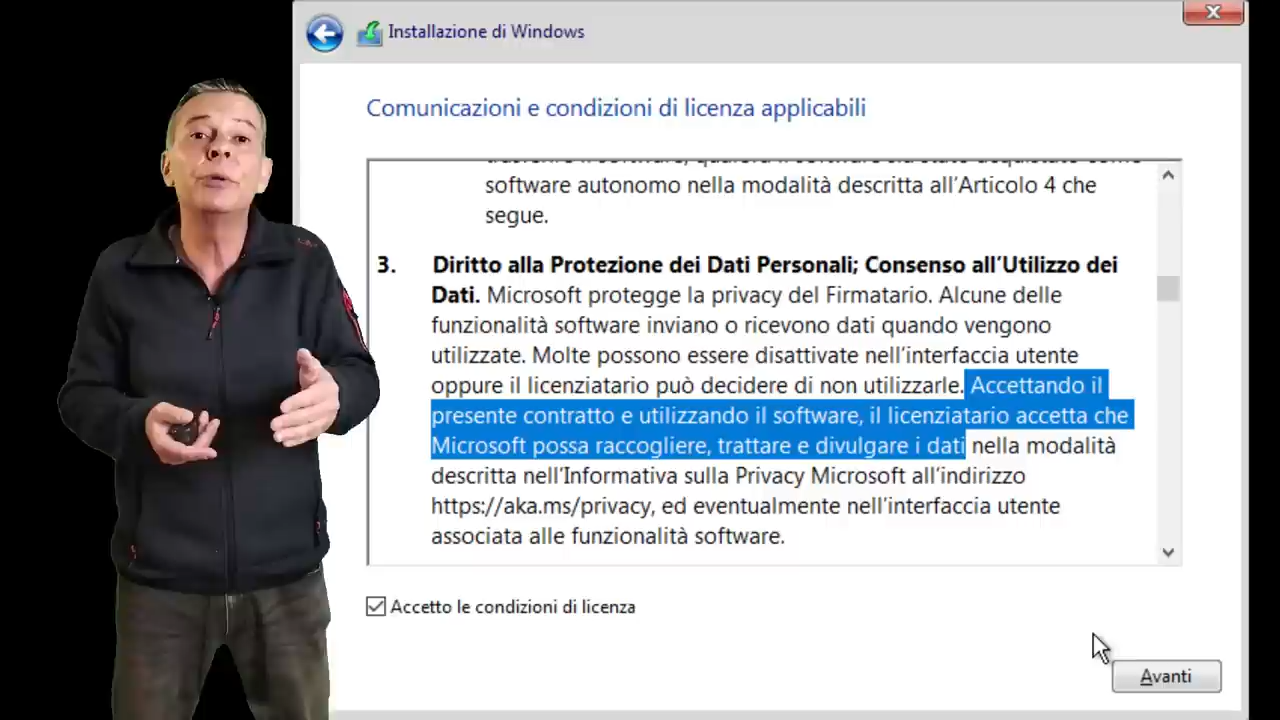 Installazione di Windows
Comunicazioni e condizioni di licenza applicabili
software autonomo nella modalità descritta all'Articolo 4 che
segue.
3. Diritto alla Protezione dei Dati Personali; Consenso all'Utilizzo dei
Dati. Microsoft protegge la privacy del Firmatario. Alcune delle
funzionalità software inviano o ricevono dati quando vengono
utilizzate. Molte possono essere disattivate nell'interfaccia utente
oppure il licenziatario può decidere di non utilizzarle. Accettando il
presente contratto e utilizzando il software, il licenziatario accetta che
Microsoft possa raccogliere, trattare e divulgare i dati nella modalità
descritta nell'Informativa sulla Privacy Microsoft all'indirizzo
https://aka.ms/privacy, ed eventualmente nell'interfaccia utente
associata alle funzionalità software.
Accetto le condizioni di licenza
Avanti